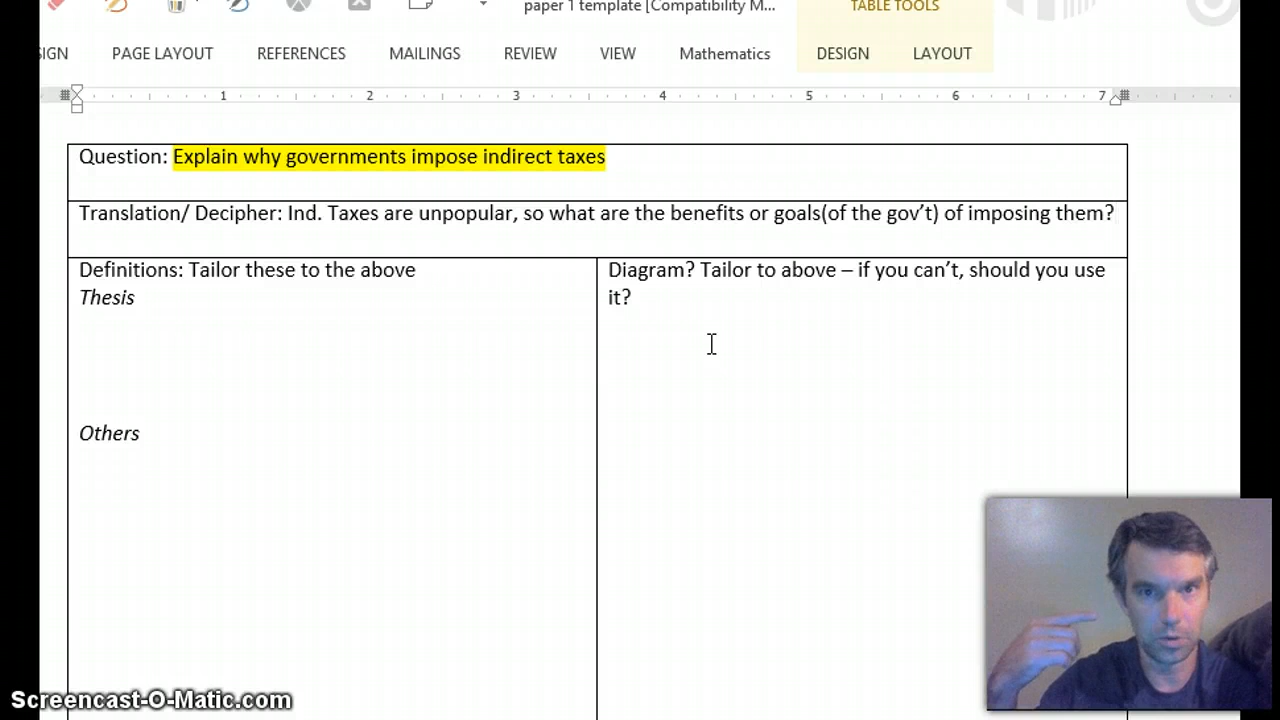 paper 1 template [Compatibility M...
TABLE TOOLS
SIGN PAGE LAYOUT REFERENCES MAILINGS REVIEW VIEW Mathematics DESIGN LAYOUT
1 2 3 4 5 6 7
Question: Explain why governments impose indirect taxes
Translation/ Decipher: Ind. Taxes are unpopular, so what are the benefits or goals(of the gov’t) of imposing them?
Definitions: Tailor these to the above
Thesis
Others
Diagram? Tailor to above – if you can’t, should you use
it?
Screencast-O-Matic.com